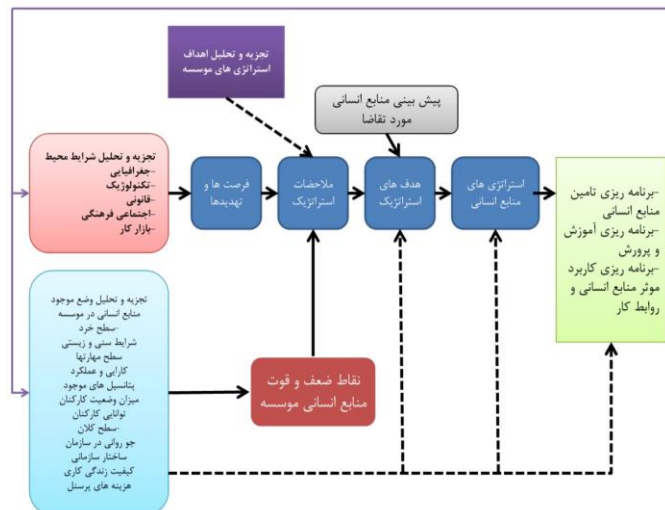 تجزیه و تحلیل اهداف
استراتژی های موسسه
پیش بینی منابع انسانی
مورد تقاضا
تجزیه و تحلیل شرایط محیط
-جغرافیایی
-تکنولوژیک
-قانونی
-اجتماعی فرهنگی
-بازار کار
فرصت ها و
تهدیدها
ملاحضات
استراتژیک
هدف های
استراتژیک
استراتژی های
منابع انسانی
-برنامه ریزی تامین
منابع انسانی
-برنامه ریزی آموزش
و پرورش
-برنامه ریزی کاربرد
موثر منابع انسانی و
روابط کار
تجزیه و تحلیل وضع موجود
منابع انسانی در موسسه
-سطح خرد
شرایط سنی و زیستی
سطح مهارتها
کارایی و عملکرد
پتانسیل های موجود
میزان وضعیت کارکنان
توانایی کارکنان
-سطح کلان
جو روانی در سازمان
ساختار سازمانی
کیفیت زندگی کاری
هزینه های پرسنل
نقاط ضعف و قوت
منابع انسانی موسسه